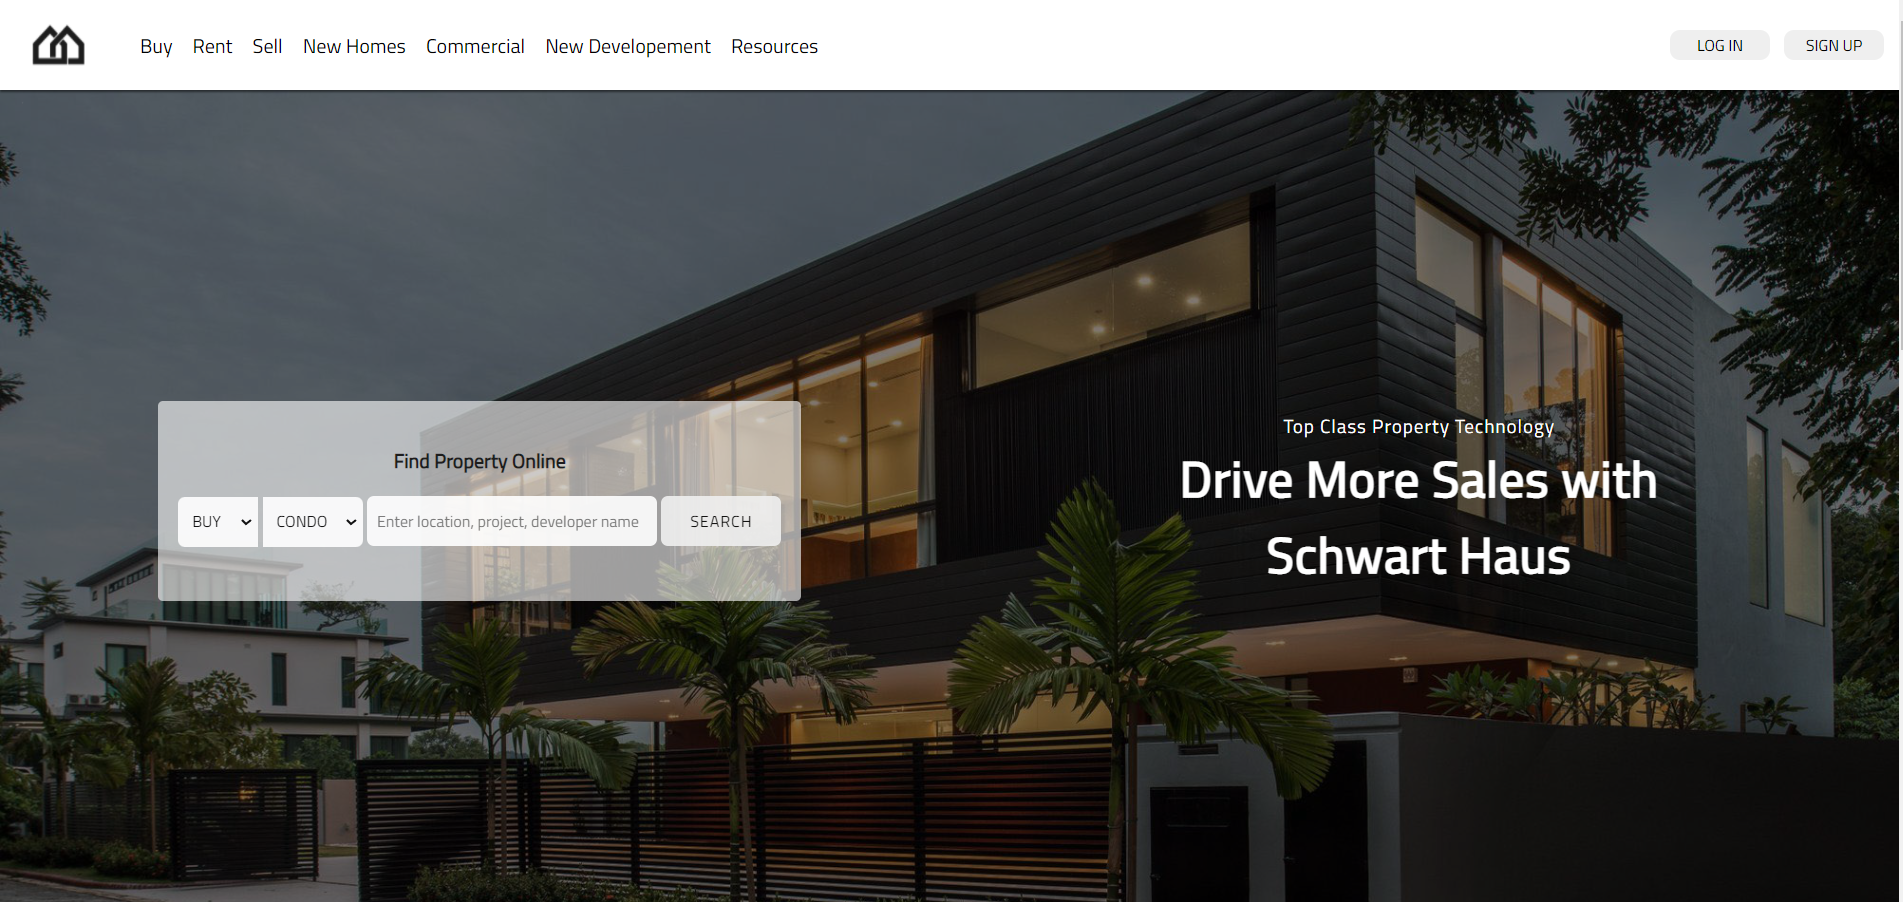 Buy Rent Sell New Homes Commercial New Developement Resources
LOG IN SIGN UP
Find Property Online
BUY CONDO Enter location, project, developer name SEARCH
Top Class Property Technology
Drive More Sales with
Schwart Haus